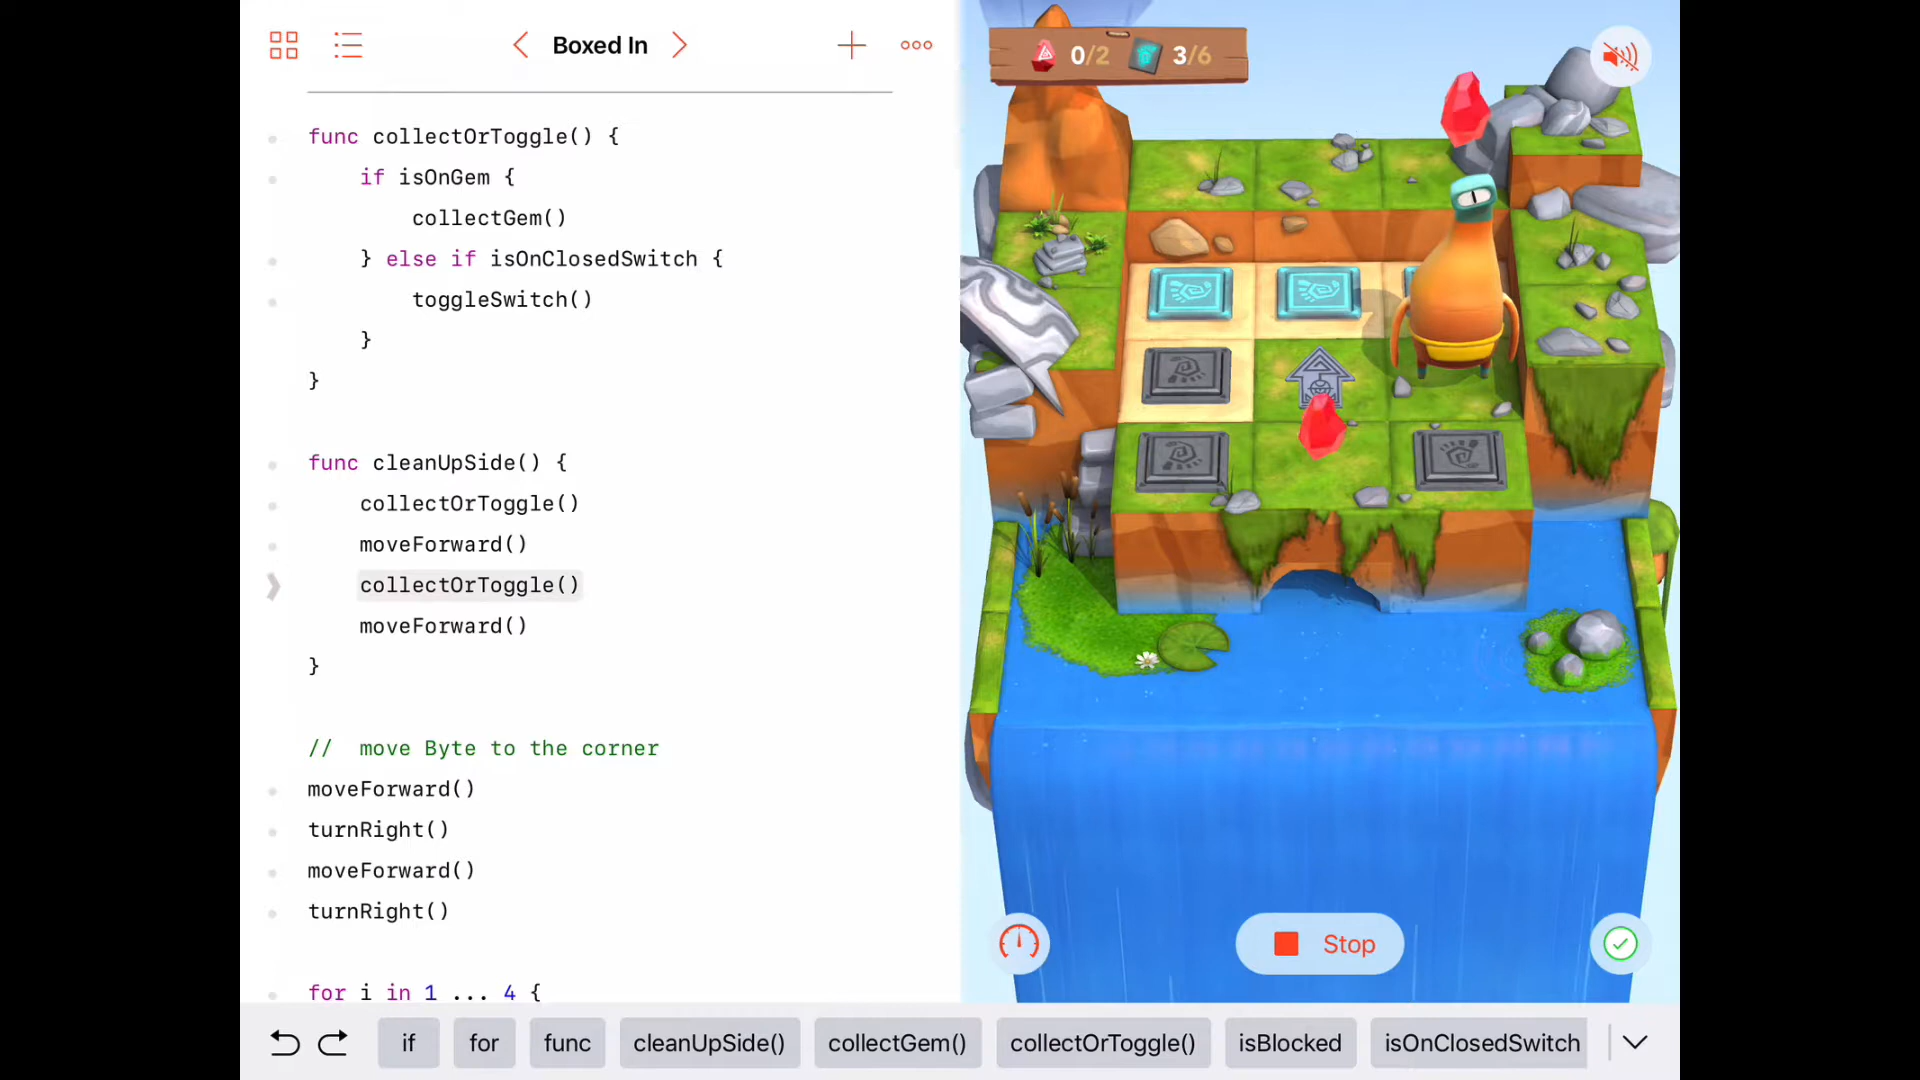 Boxed In
0/2 3/6
func collectOrToggle() {
if isOnGem {
collectGem()
} else if isOnClosedSwitch {
toggleSwitch()
}
}
func cleanUpSide() {
collectOrToggle()
moveForward()
collectOrToggle()
moveForward()
}
// move Byte to the corner
moveForward()
turnRight()
moveForward()
turnRight()
for i in 1 ... 4 {
Stop
if for func cleanUpSide() collectGem() collectOrToggle() isBlocked isOnClosedSwitch